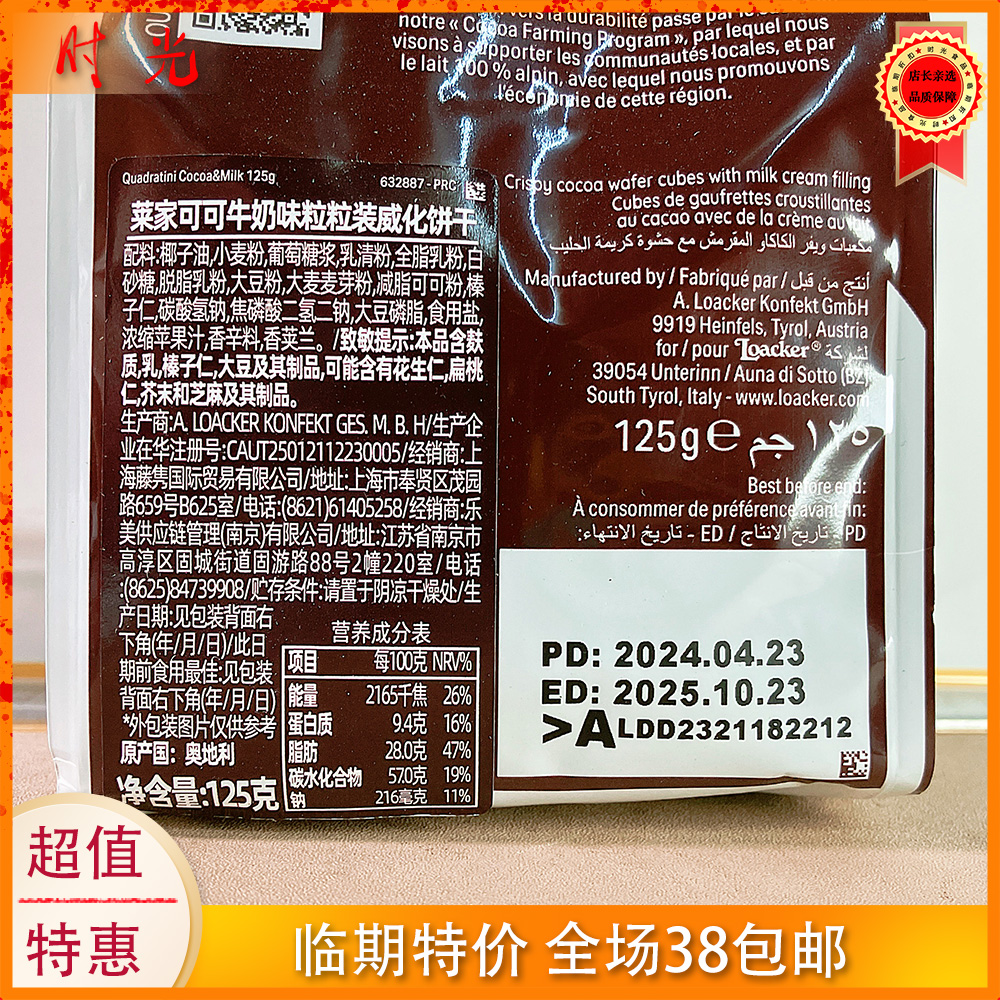 时光
店长亲选
品质保障
notre « Cocoa Farming Program », par lequel nous
visons à supporter les communautés locales, et par
le lait 100 % alpin, avec lequel nous promouvons
l'économie de cette région.
Quadratini Cocoa&Milk 125g
632887 - PRC
莱家可可牛奶味粒粒装威化饼干
配料:椰子油,小麦粉,葡萄糖浆,乳清粉,全脂乳粉,白
砂糖,脱脂乳粉,大豆粉,大麦麦芽粉,减脂可可粉,榛
子仁,碳酸氢钠,焦磷酸二氢二钠,大豆磷脂,食用盐,
浓缩苹果汁,香辛料,香荚兰。/致敏提示:本品含麸
质,乳,榛子仁,大豆及其制品,可能含有花生仁,扁桃
仁,芥末和芝麻及其制品。
生产商:A. LOACKER KONFEKT GES. M. B. H/生产企
业在华注册号:CAUT25012112230005/经销商:上
海藤隽国际贸易有限公司/地址:上海市奉贤区茂园
路659号B625室/电话:(8621)61405258/经销商:乐
美供应链管理(南京)有限公司/地址:江苏省南京市
高淳区固城街道固游路88号2幢220室/电话
:(8625)84739908/贮存条件:请置于阴凉干燥处/生
产日期:见包装背面右
下角(年/月/日)/此日
期前食用最佳:见包装
背面右下角(年/月/日)
*外包装图片仅供参考
原产国：奥地利
净含量:125克
营养成分表
项目 每100克 NRV%
能量 2165千焦 26%
蛋白质 9.4克 16%
脂肪 28.0克 47%
碳水化合物 57.0克 19%
钠 216毫克 11%
Crispy cocoa wafer cubes with milk cream filling
Cubes de gaufrettes croustillantes
au cacao avec de la crème au lait
مكعبات ويفر الكاكاو المقرمش مع حشوة كريمة الحليب
Manufactured by / Fabriqué par / أنتج من قبل
A. Loacker Konfekt GmbH
9919 Heinfels, Tyrol, Austria
for / pour Loacker® لشركة
39054 Unterinn / Auna di Sotto (BZ)
South Tyrol, Italy - www.loacker.com
125g e ١٢٥ جم
Best before end:
À consommer de préférence avant fin:
PD - تاريخ الانتاج / ED - تاريخ الانتهاء:
PD: 2024.04.23
ED: 2025.10.23
>A LDD2321182212
超值
特惠
临期特价 全场38包邮